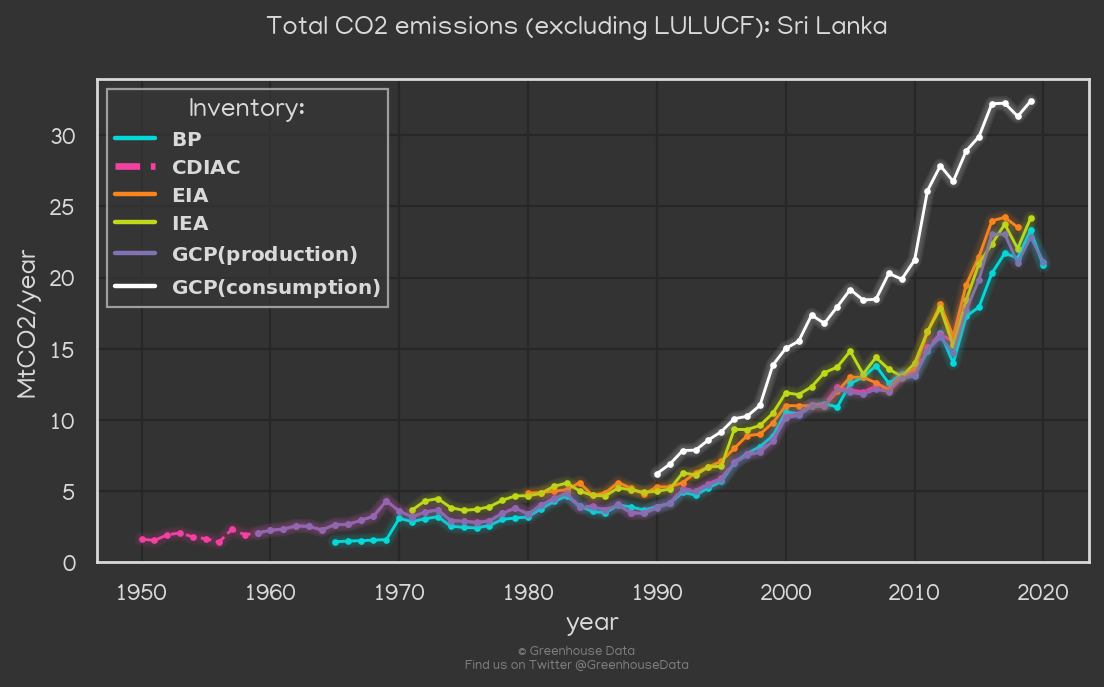 Total CO2 emissions (excluding LULUCF): Sri Lanka
Inventory:
BP
CDIAC
EIA
IEA
GCP(production)
GCP(consumption)
MtCO2/year
30
25
20
15
10
5
0
1950 1960 1970 1980 1990 2000 2010 2020
year
© Greenhouse Data
Find us on Twitter @GreenhouseData